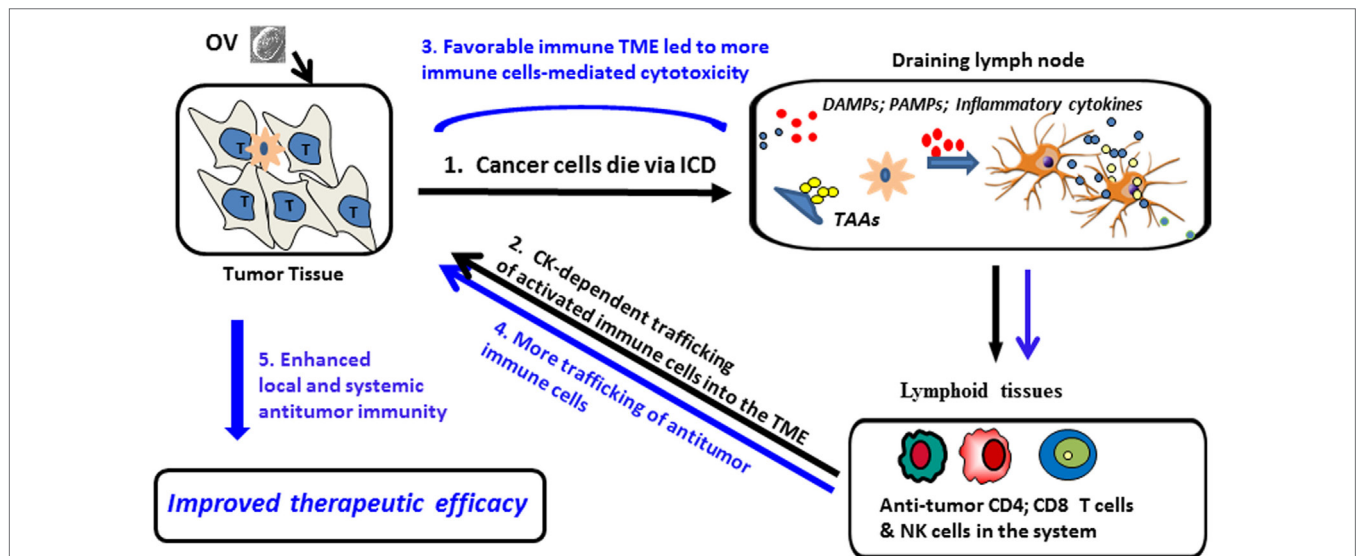 OV
3. Favorable immune TME led to more
immune cells-mediated cytotoxicity
Draining lymph node
DAMPs; PAMPs; Inflammatory cytokines
T
T
T
T
T
1. Cancer cells die via ICD
TAAs
Tumor Tissue
2. CK-dependent trafficking
of activated immune cells into the TME
4. More trafficking of antitumor
immune cells
5. Enhanced
local and systemic
antitumor immunity
Lymphoid tissues
Anti-tumor CD4; CD8 T cells
& NK cells in the system
Improved therapeutic efficacy